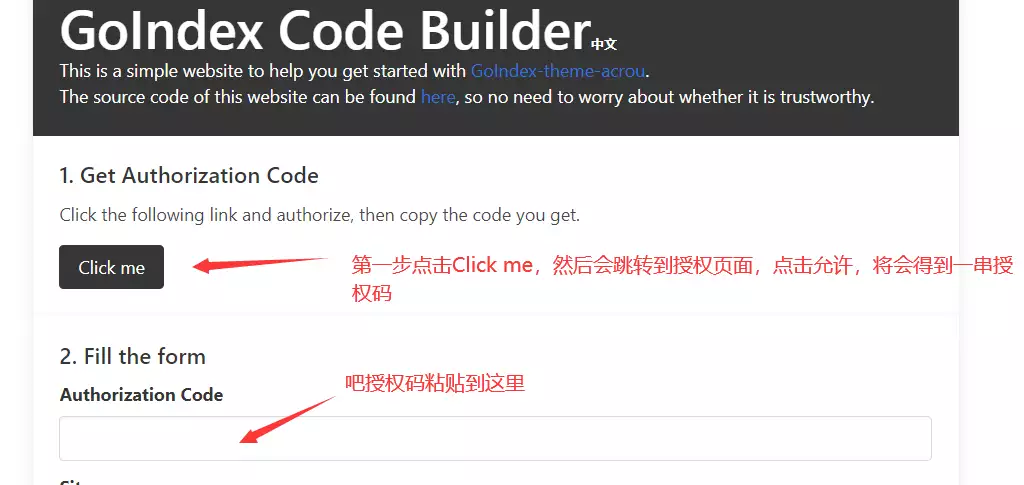 GoIndex Code Builder中文
This is a simple website to help you get started with GoIndex-theme-acrou.
The source code of this website can be found here, so no need to worry about whether it is trustworthy.
1. Get Authorization Code
Click the following link and authorize, then copy the code you get.
Click me
第一步点击Click me，然后会跳转到授权页面，点击允许，将会得到一串授
权码
2. Fill the form
吧授权码粘贴到这里
Authorization Code